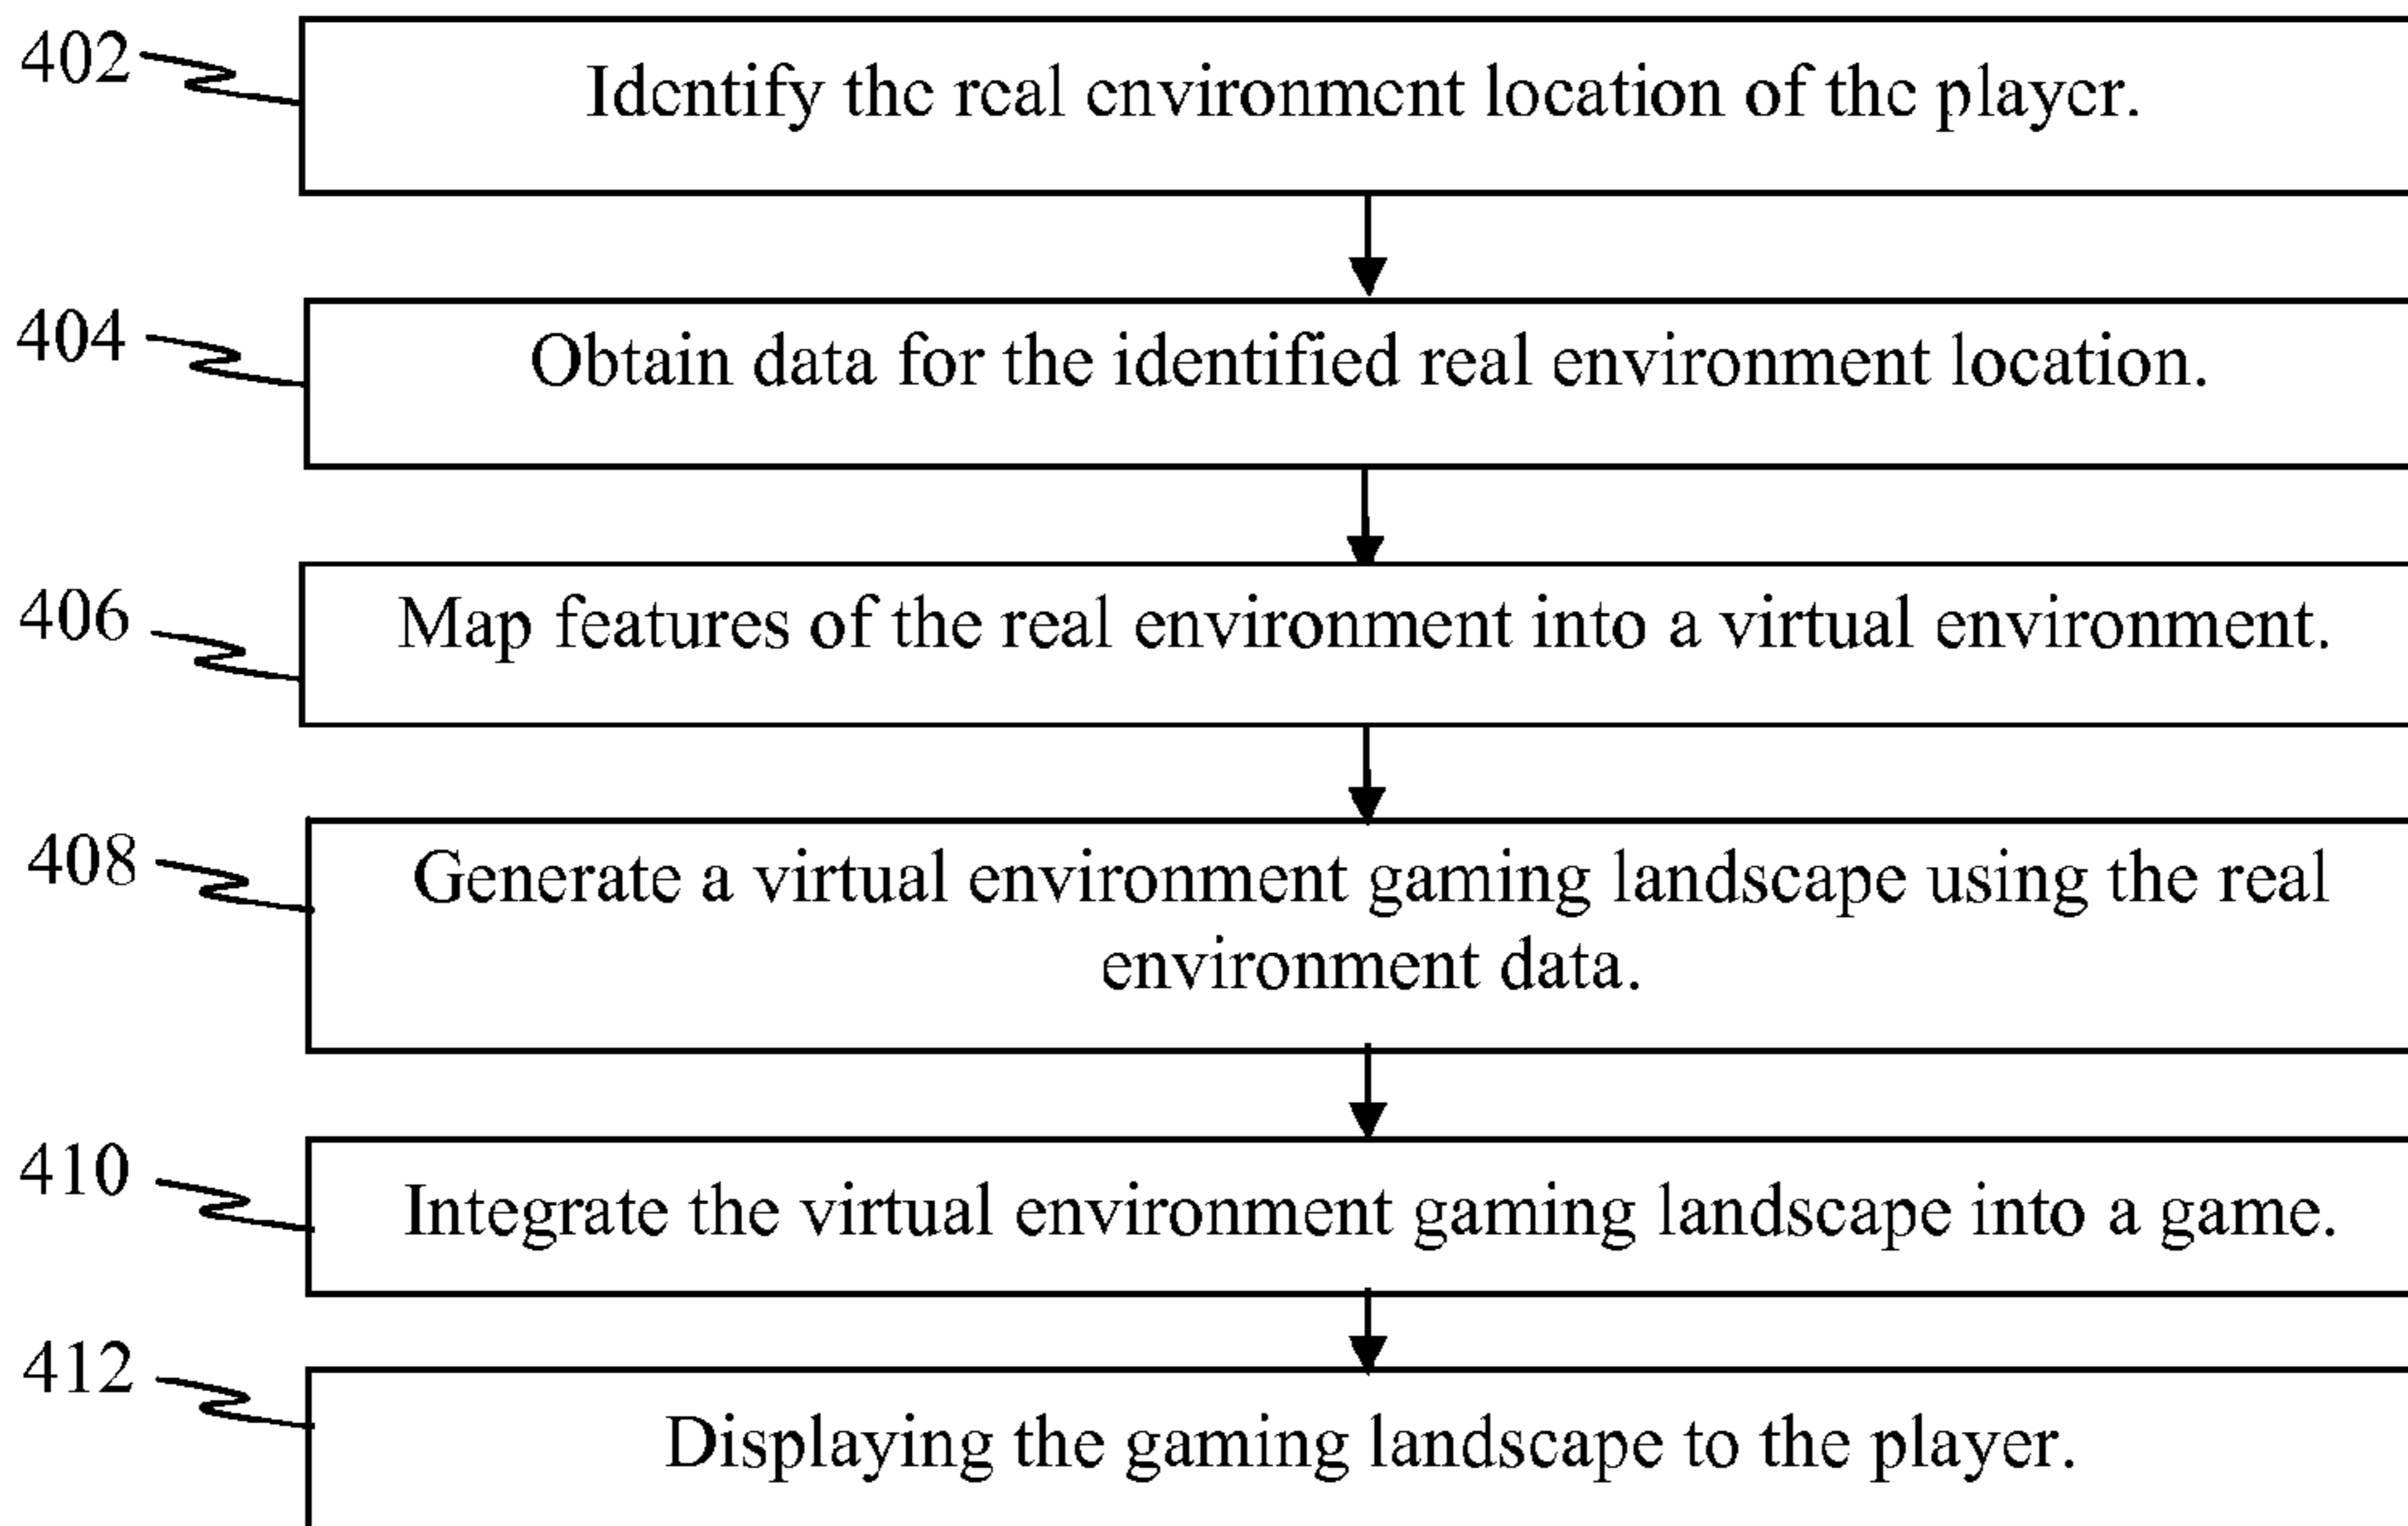 402
Identify the real environment location of the player.
404
Obtain data for the identified real environment location.
406
Map features of the real environment into a virtual environment.
408
Generate a virtual environment gaming landscape using the real
environment data.
410
Integrate the virtual environment gaming landscape into a game.
412
Displaying the gaming landscape to the player.